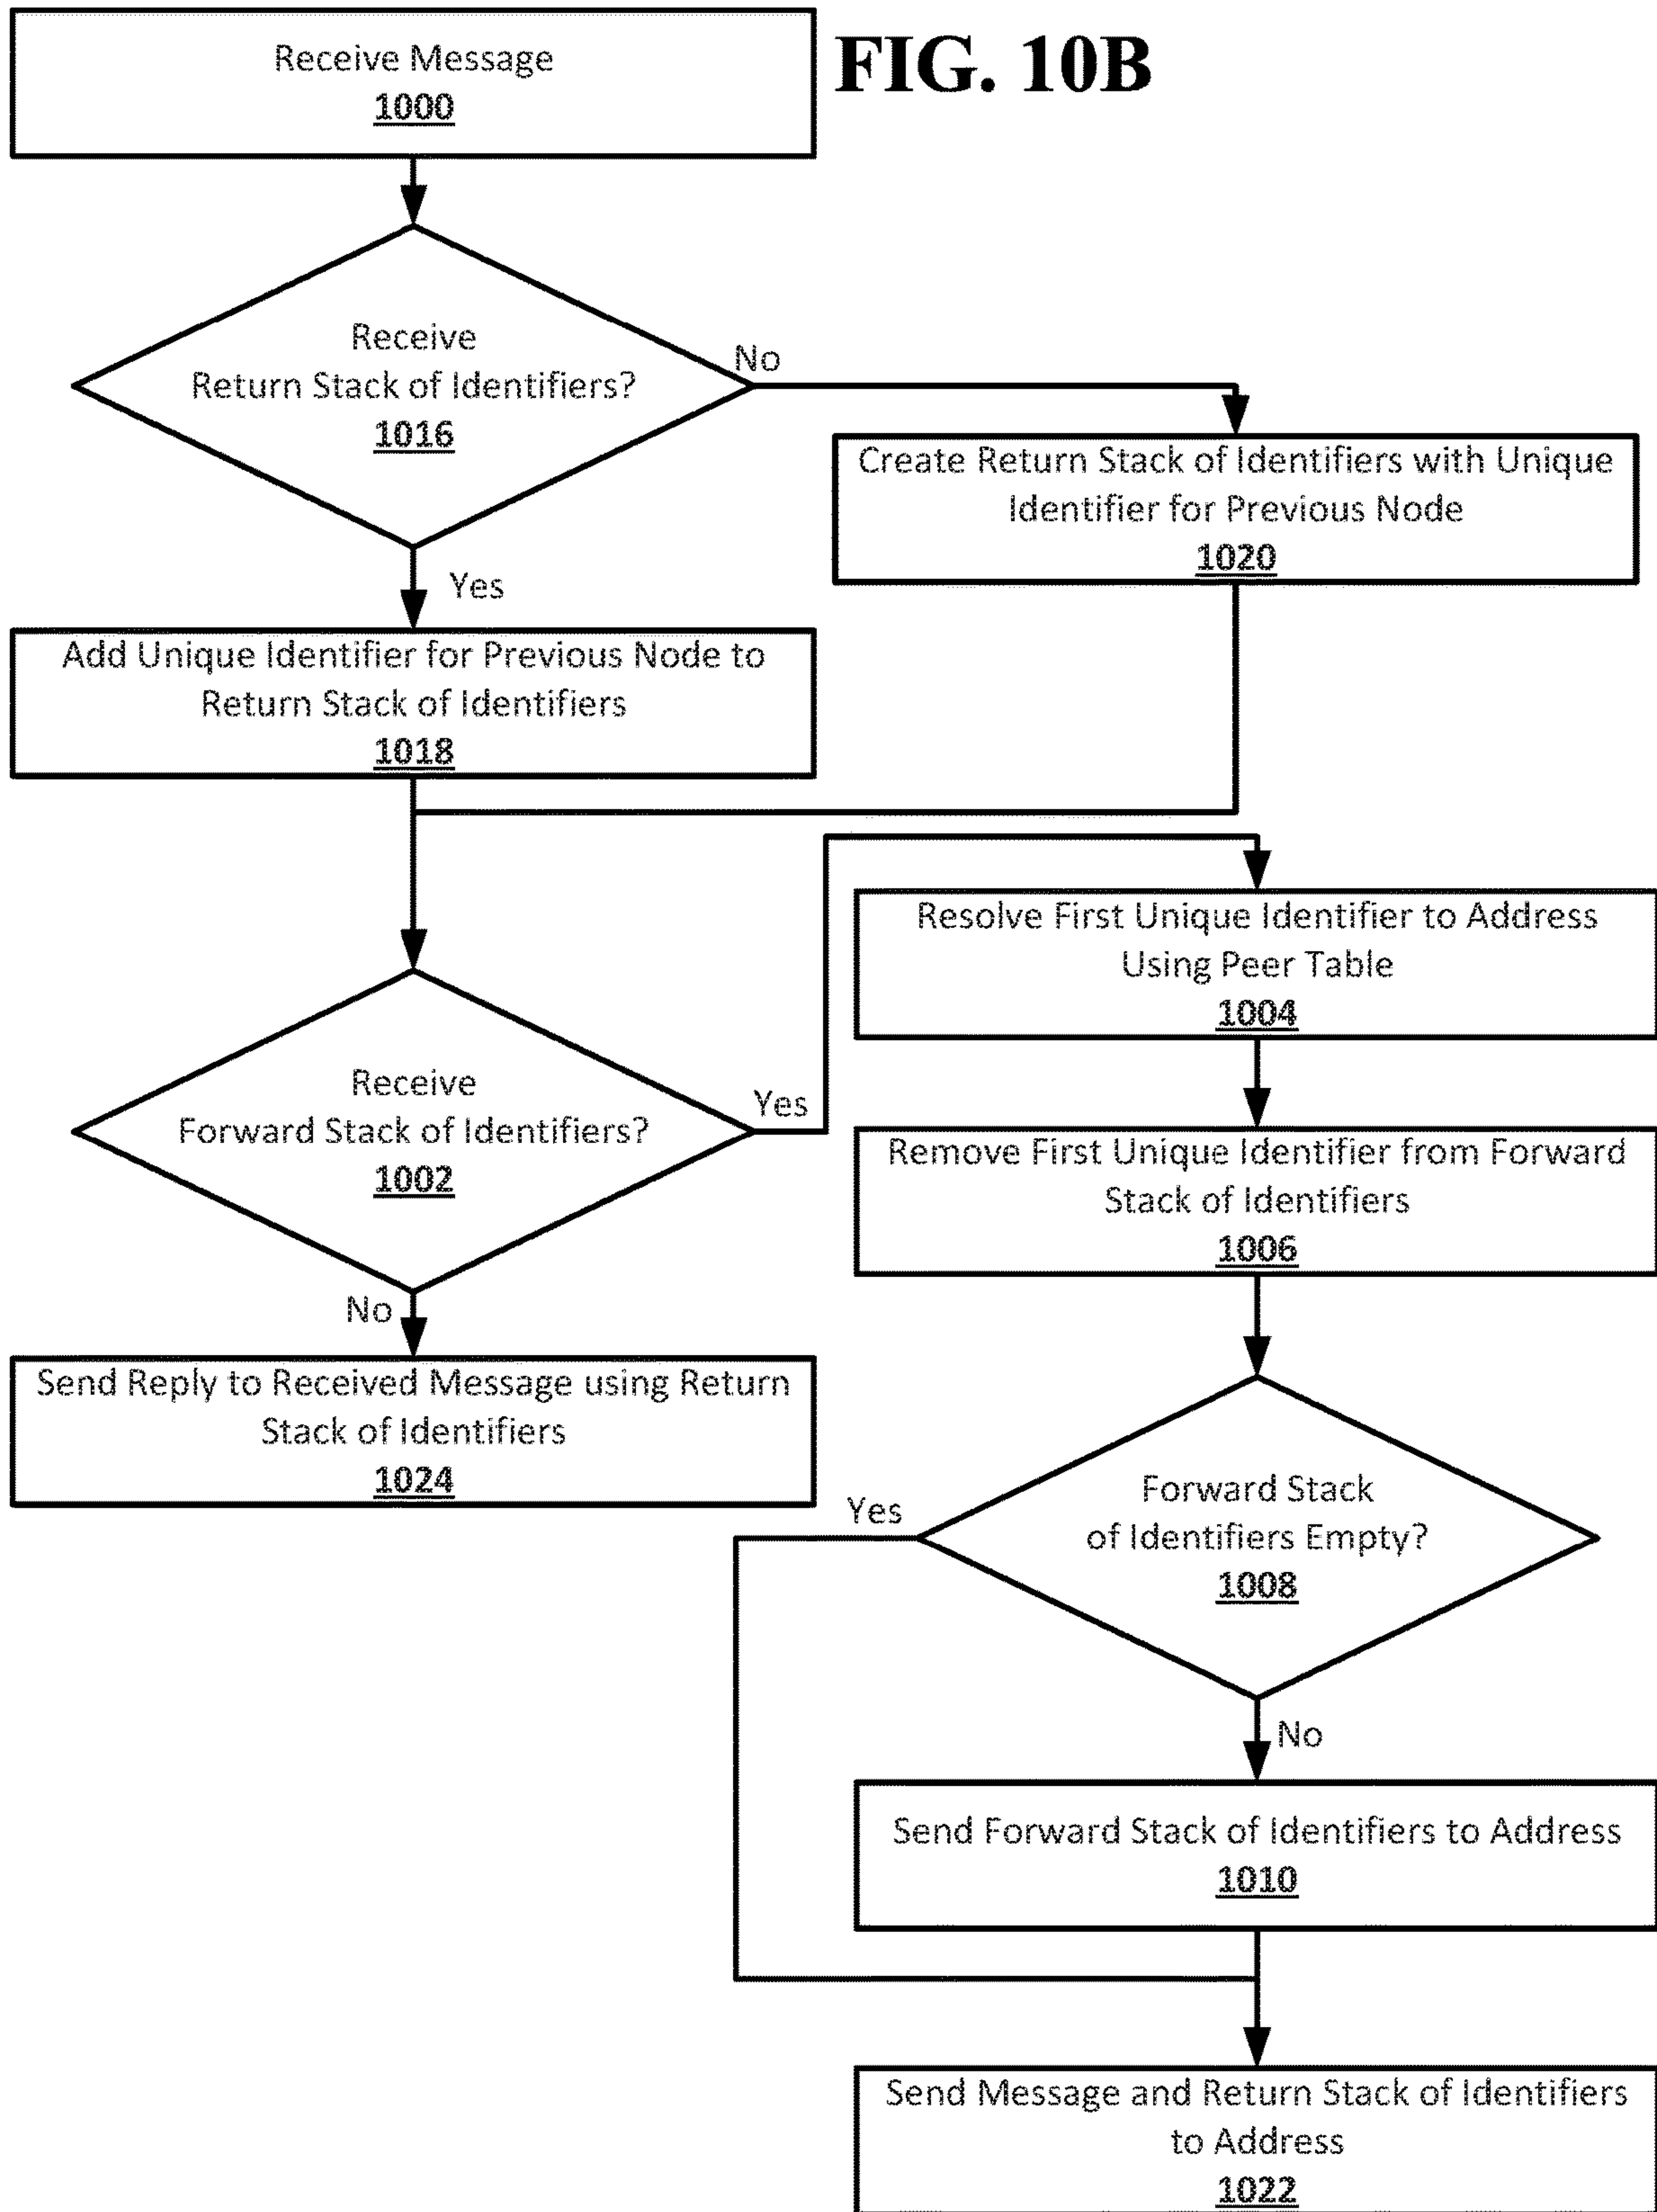 FIG. 10B
Receive Message
1000
Receive
Return Stack of Identifiers?
1016
No
Create Return Stack of Identifiers with Unique
Identifier for Previous Node
1020
Yes
Add Unique Identifier for Previous Node to
Return Stack of Identifiers
1018
Receive
Forward Stack of Identifiers?
1002
Yes
Resolve First Unique Identifier to Address
Using Peer Table
1004
Remove First Unique Identifier from Forward
Stack of Identifiers
1006
No
Send Reply to Received Message using Return
Stack of Identifiers
1024
Forward Stack
of Identifiers Empty?
1008
Yes
No
Send Forward Stack of Identifiers to Address
1010
Send Message and Return Stack of Identifiers
to Address
1022